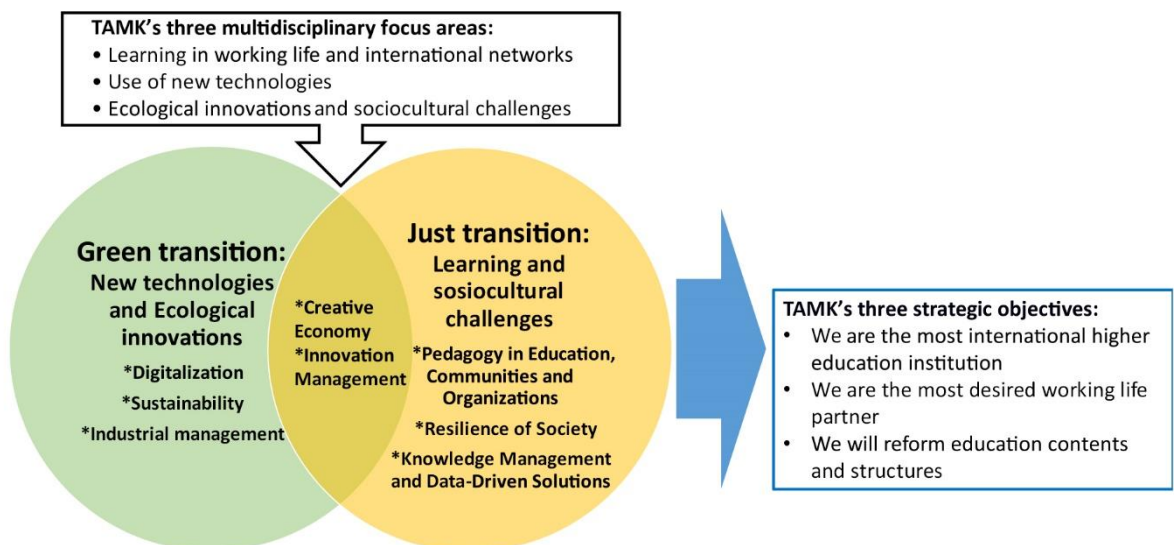 TAMK's three multidisciplinary focus areas:
• Learning in working life and international networks
• Use of new technologies
• Ecological innovations and sociocultural challenges
Green transition:
New technologies
and Ecological
innovations
*Digitalization
*Sustainability
*Industrial management
*Creative
Economy
*Innovation
Management
Just transition:
Learning and
sosiocultural
challenges
*Pedagogy in Education,
Communities and
Organizations
*Resilience of Society
*Knowledge Management
and Data-Driven Solutions
TAMK's three strategic objectives:
• We are the most international higher
education institution
• We are the most desired working life
partner
• We will reform education contents
and structures